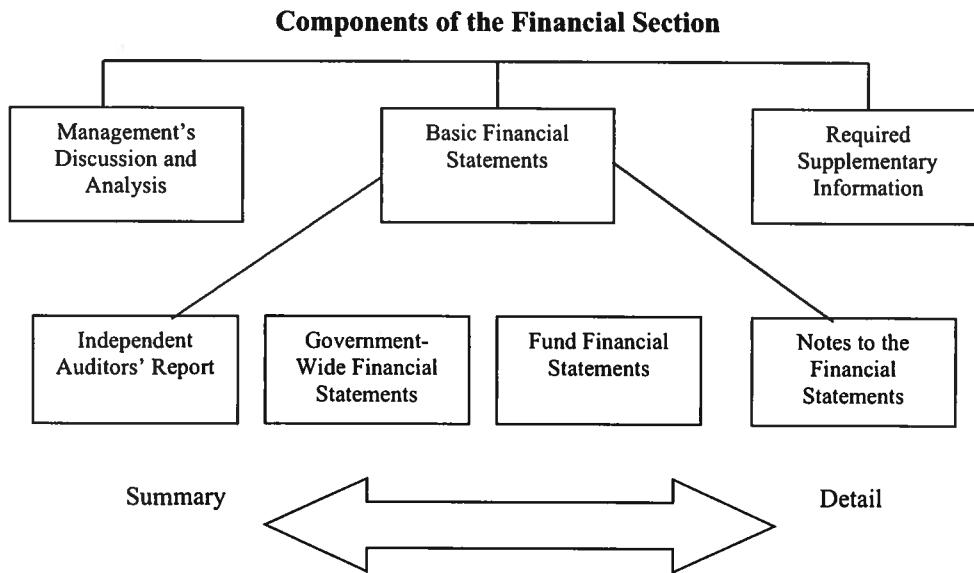 Components of the Financial Section
Management's
Discussion and
Analysis
Basic Financial
Statements
Required
Supplementary
Information
Independent
Auditors' Report
Government-
Wide Financial
Statements
Fund Financial
Statements
Notes to the
Financial
Statements
Summary
Detail